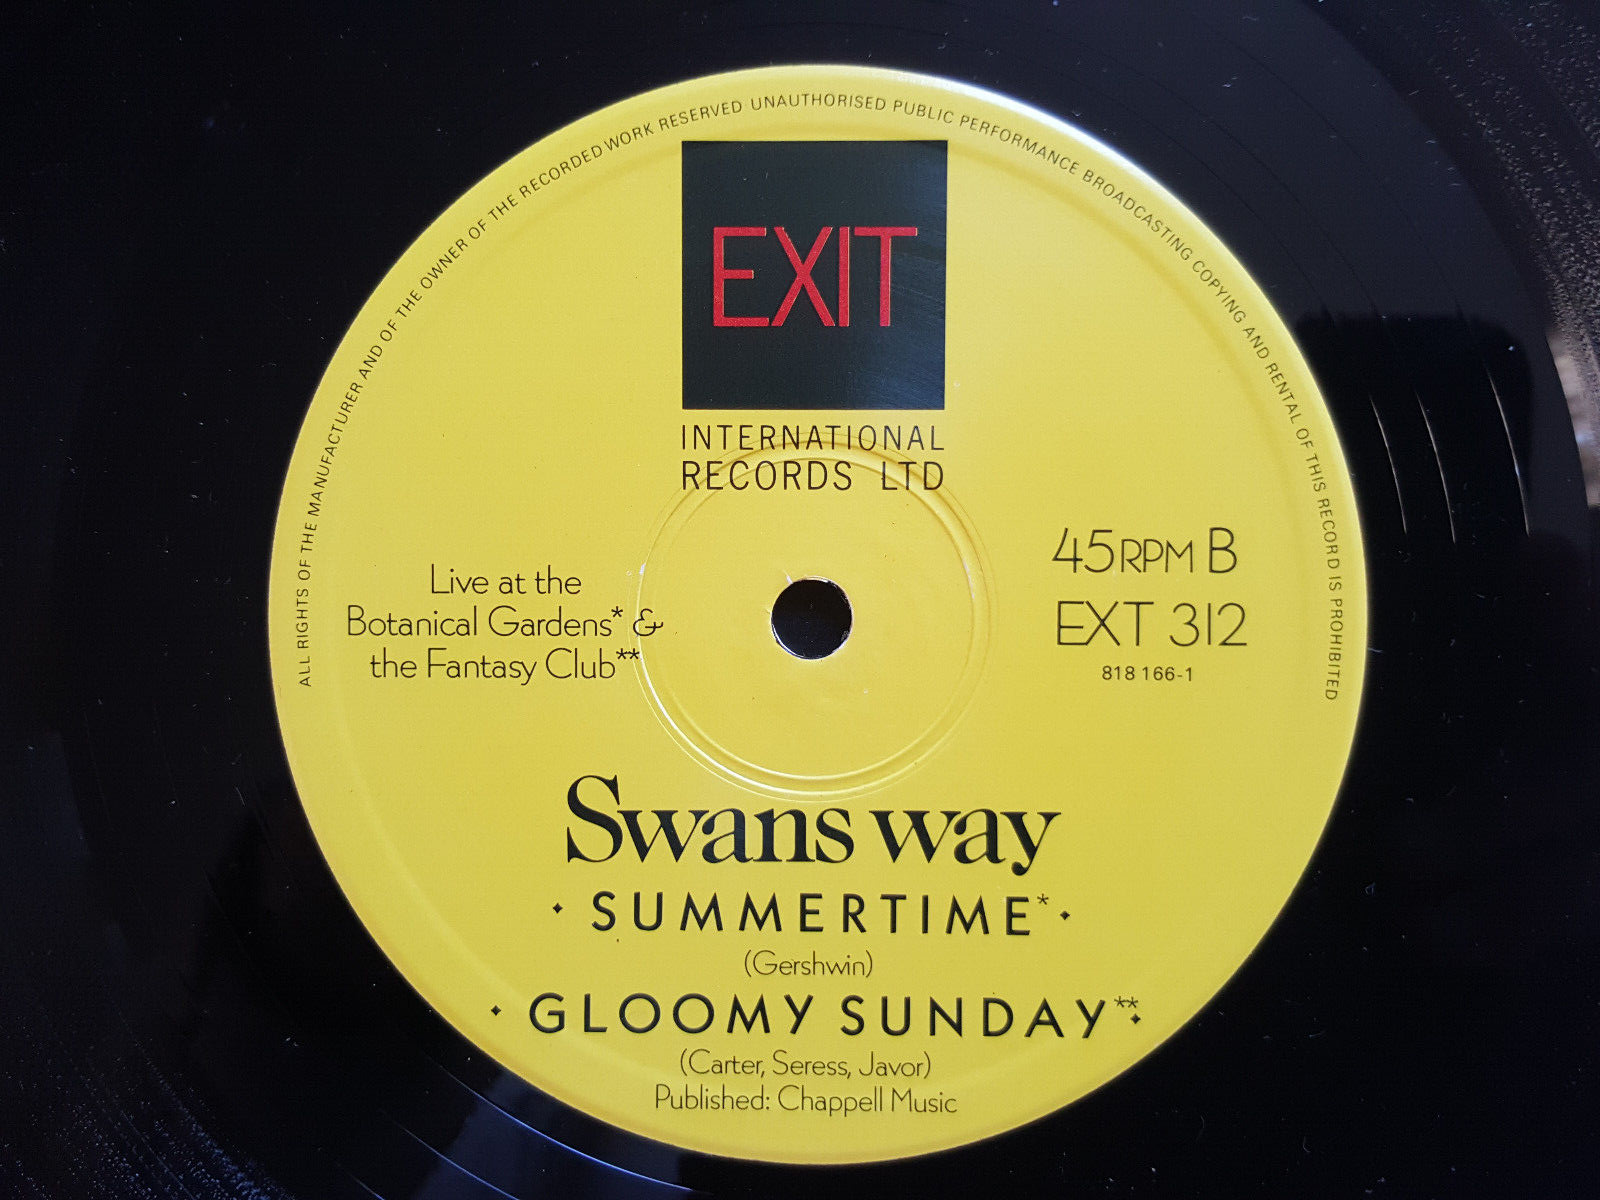 ALL RIGHTS OF THE MANUFACTURER AND OF THE OWNER OF THE RECORDED WORK RESERVED UNAUTHORISED PUBLIC PERFORMANCE BROADCASTING COPYING AND RENTAL OF THIS RECORD IS PROHIBITED
EXIT
INTERNATIONAL
RECORDS LTD
Live at the
Botanical Gardens* &
the Fantasy Club**
45RPM B
EXT 312
818 166-1
Swans way
· SUMMERTIME* ·
(Gershwin)
· GLOOMY SUNDAY** ·
(Carter, Seress, Javor)
Published: Chappell Music